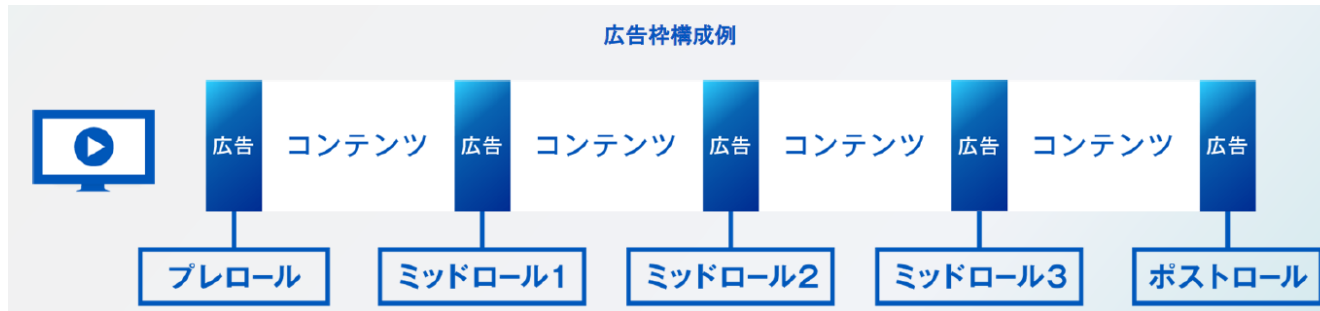 広告枠構成例
広告 コンテンツ 広告 コンテンツ 広告 コンテンツ 広告 コンテンツ 広告
プレロール ミッドロール1 ミッドロール2 ミッドロール3 ポストロール